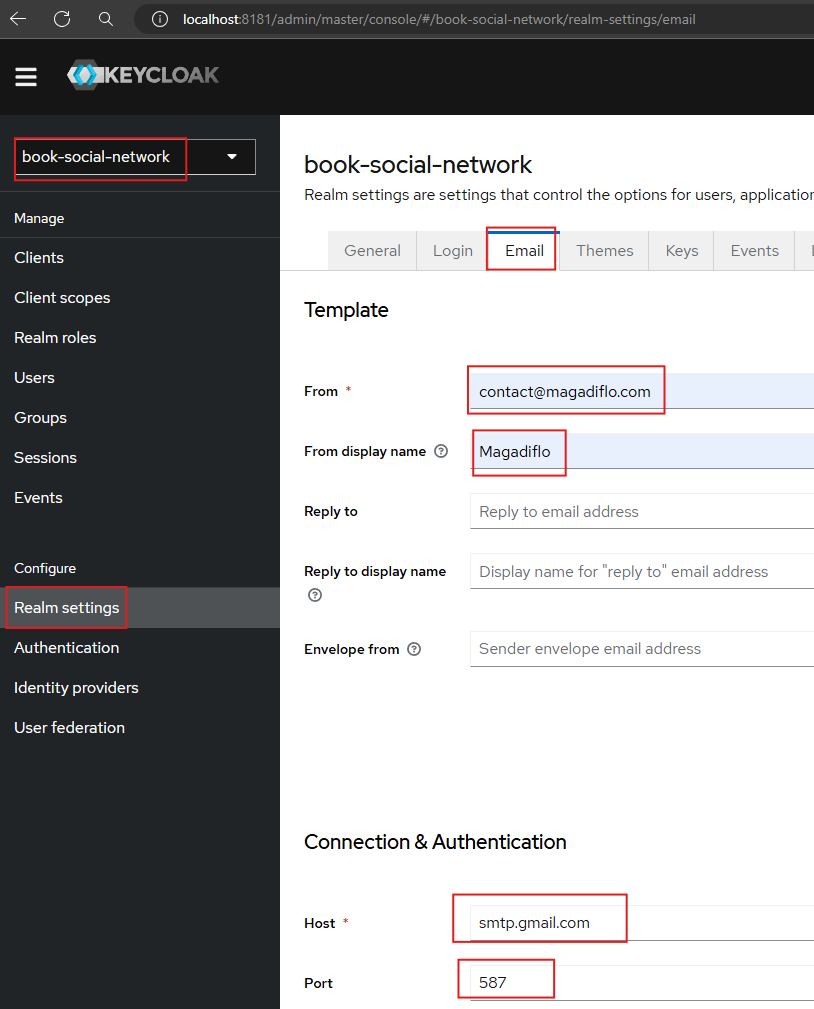 localhost:8181/admin/master/console/#/book-social-network/realm-settings/email
KEYCLOAK
book-social-network
Manage
Clients
Client scopes
Realm roles
Users
Groups
Sessions
Events
Configure
Realm settings
Authentication
Identity providers
User federation
book-social-network
Realm settings are settings that control the options for users, application
General Login Email Themes Keys Events
Template
From *
contact@magadiflo.com
From display name ?
Magadiflo
Reply to
Reply to email address
Reply to display name ?
Display name for "reply to" email address
Envelope from ?
Sender envelope email address
Connection & Authentication
Host *
smtp.gmail.com
Port
587